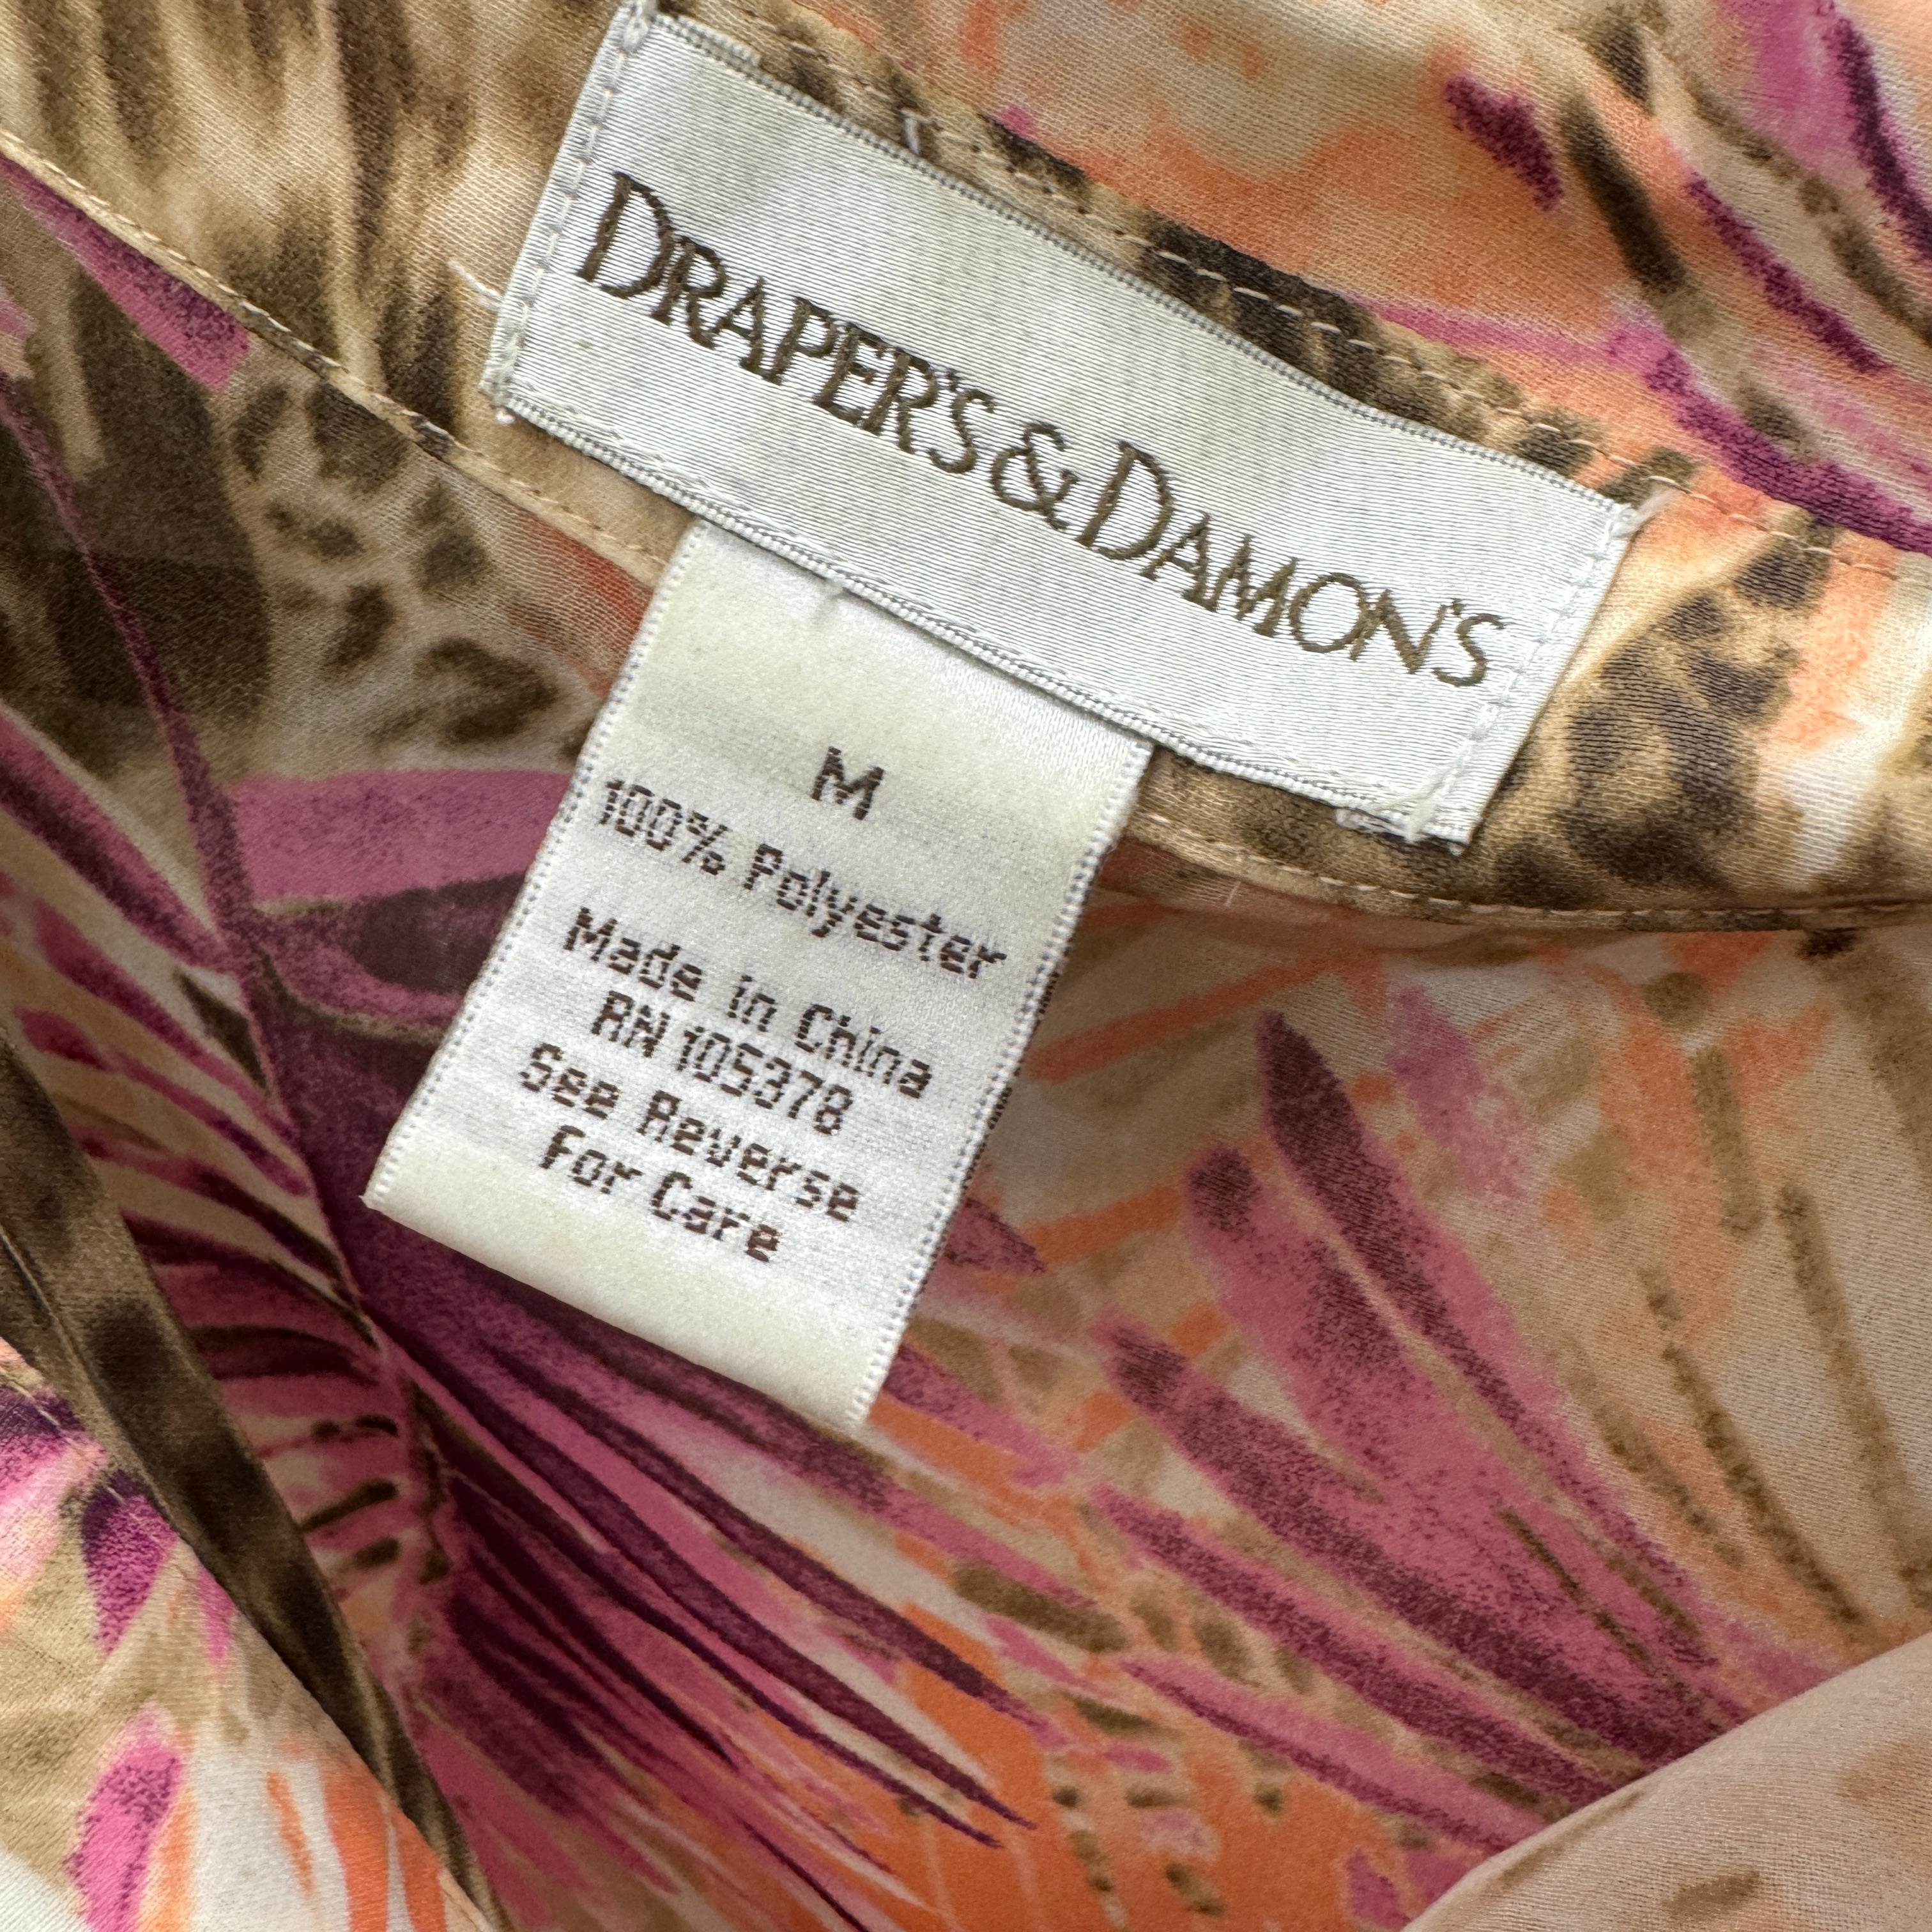 DRAPER'S & DAMON'S
M
100% Polyester
Made in China
RN 105378
See Reverse
For Care